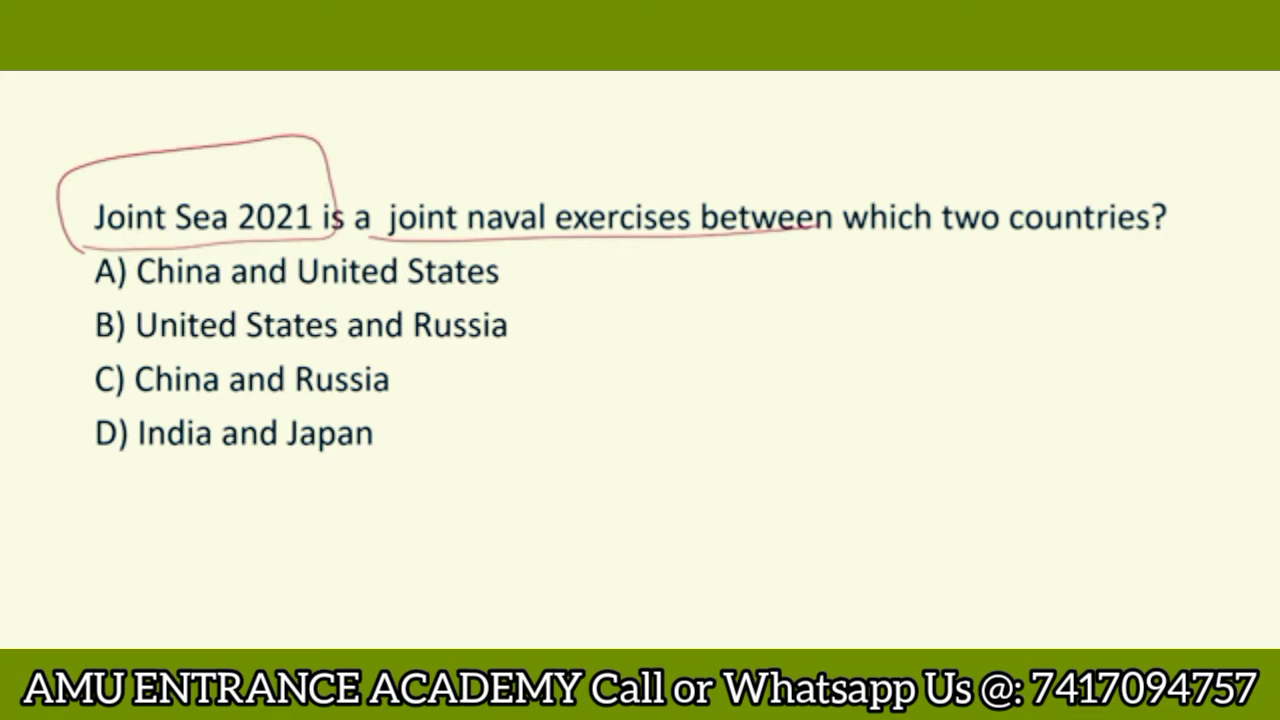 Joint Sea 2021 is a joint naval exercises between which two countries?
A) China and United States
B) United States and Russia
C) China and Russia
D) India and Japan
AMU ENTRANCE ACADEMY Call or Whatsapp Us @: 7417094757